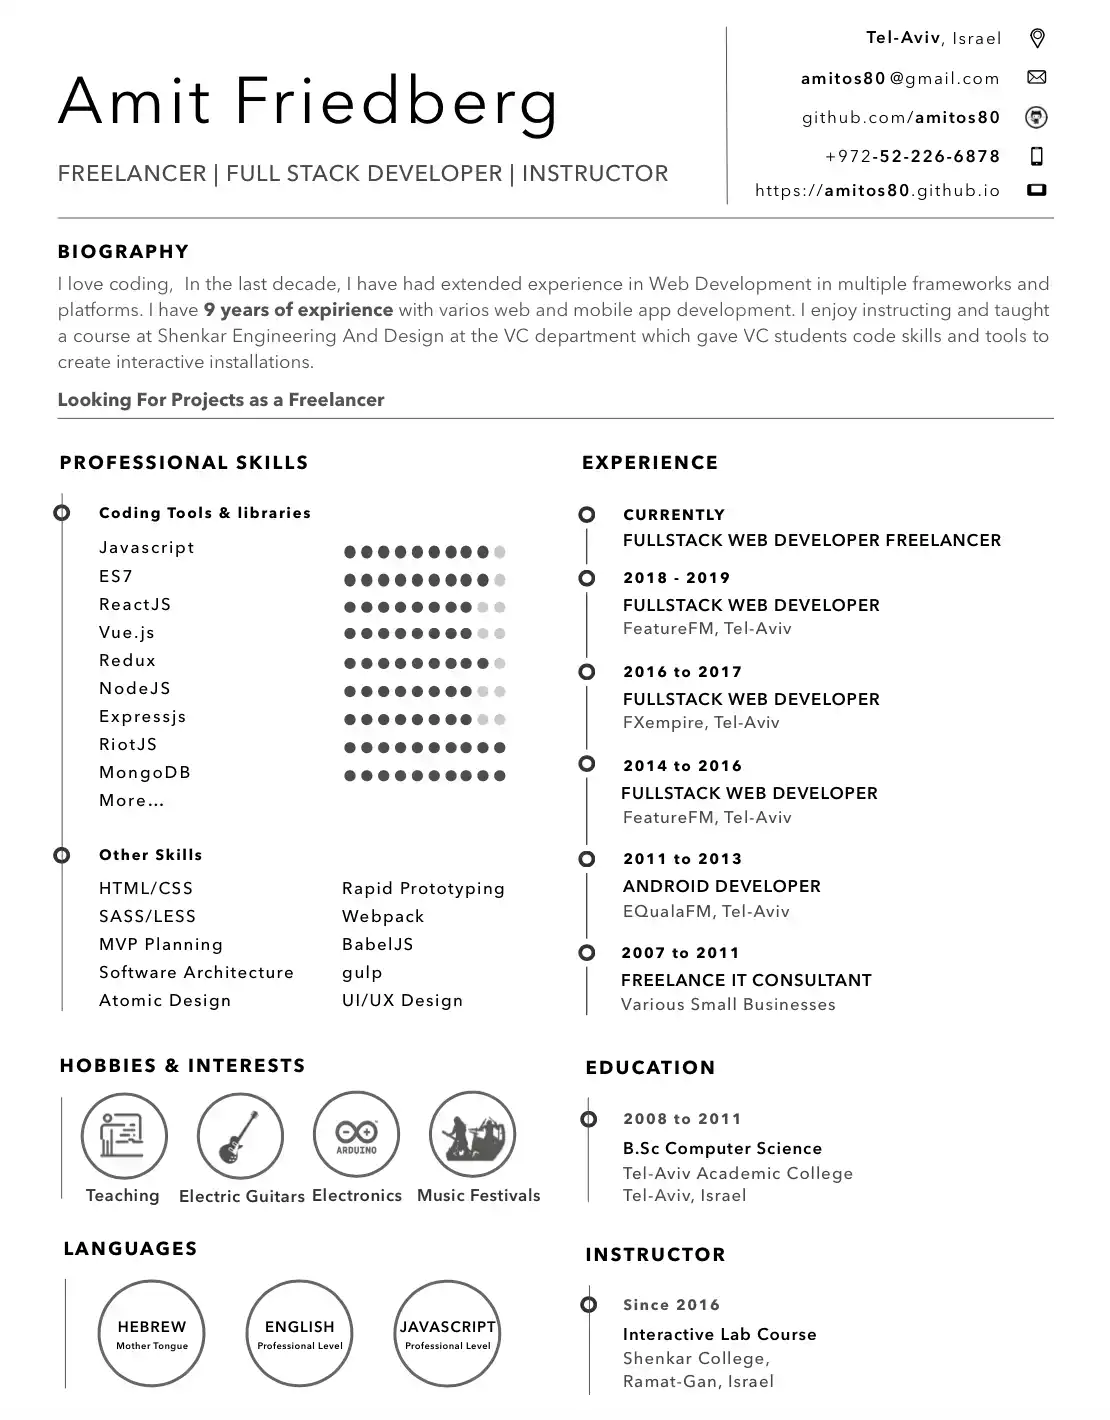 Amit Friedberg
FREELANCER | FULL STACK DEVELOPER | INSTRUCTOR
Tel-Aviv, Israel
amitos80 @gmail.com
github.com/amitos80
+972-52-226-6878
https://amitos80.github.io
BIOGRAPHY
I love coding, In the last decade, I have had extended experience in Web Development in multiple frameworks and
platforms. I have 9 years of expirience with varios web and mobile app development. I enjoy instructing and taught
a course at Shenkar Engineering And Design at the VC department which gave VC students code skills and tools to
create interactive installations.
Looking For Projects as a Freelancer
PROFESSIONAL SKILLS
Coding Tools & libraries
Javascript
ES7
ReactJS
Vue.js
Redux
NodeJS
Expressjs
RiotJS
MongoDB
More...
Other Skills
HTML/CSS
SASS/LESS
MVP Planning
Software Architecture
Atomic Design
Rapid Prototyping
Webpack
BabelJS
gulp
UI/UX Design
HOBBIES & INTERESTS
ARDUINO
Teaching
Electric Guitars
Electronics
Music Festivals
LANGUAGES
HEBREW
Mother Tongue
ENGLISH
Professional Level
JAVASCRIPT
Professional Level
EXPERIENCE
CURRENTLY
FULLSTACK WEB DEVELOPER FREELANCER
2018 - 2019
FULLSTACK WEB DEVELOPER
FeatureFM, Tel-Aviv
2016 to 2017
FULLSTACK WEB DEVELOPER
FXempire, Tel-Aviv
2014 to 2016
FULLSTACK WEB DEVELOPER
FeatureFM, Tel-Aviv
2011 to 2013
ANDROID DEVELOPER
EQualaFM, Tel-Aviv
2007 to 2011
FREELANCE IT CONSULTANT
Various Small Businesses
EDUCATION
2008 to 2011
B.Sc Computer Science
Tel-Aviv Academic College
Tel-Aviv, Israel
INSTRUCTOR
Since 2016
Interactive Lab Course
Shenkar College,
Ramat-Gan, Israel